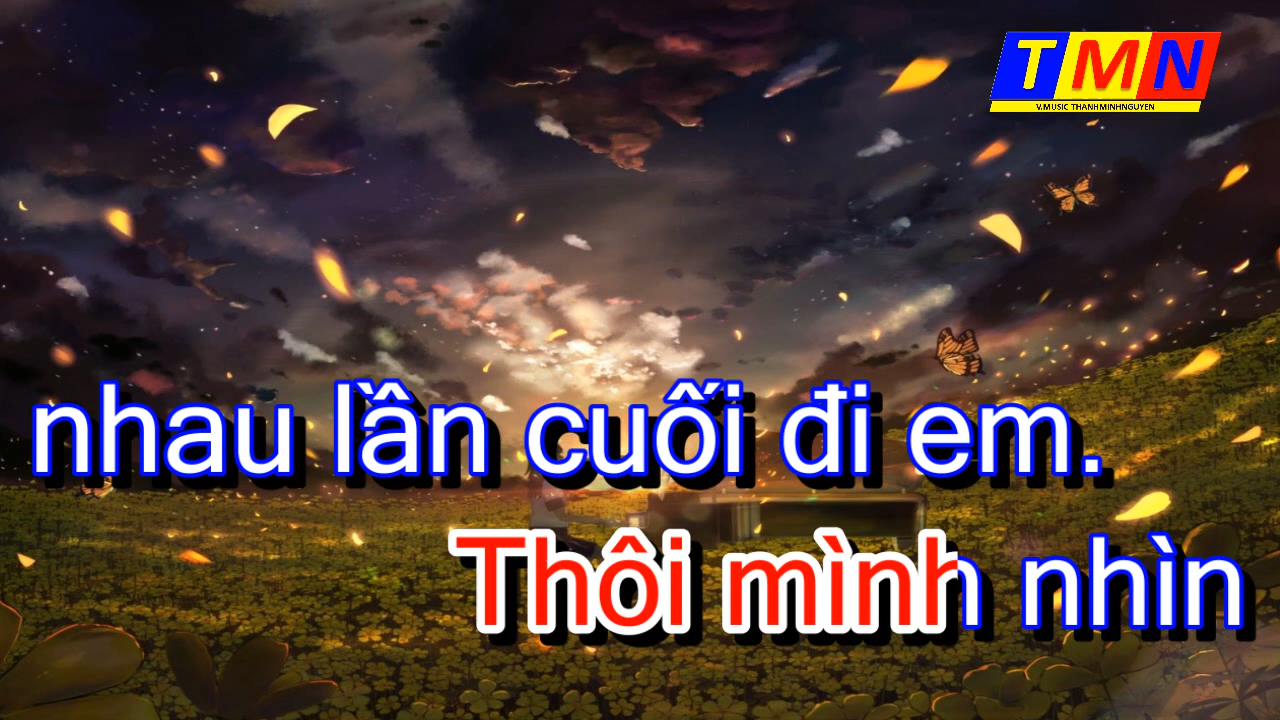 TMN
V.MUSIC THANHMINHNGUYEN
nhau lần cuối đi em.
Thôi mình nhìn